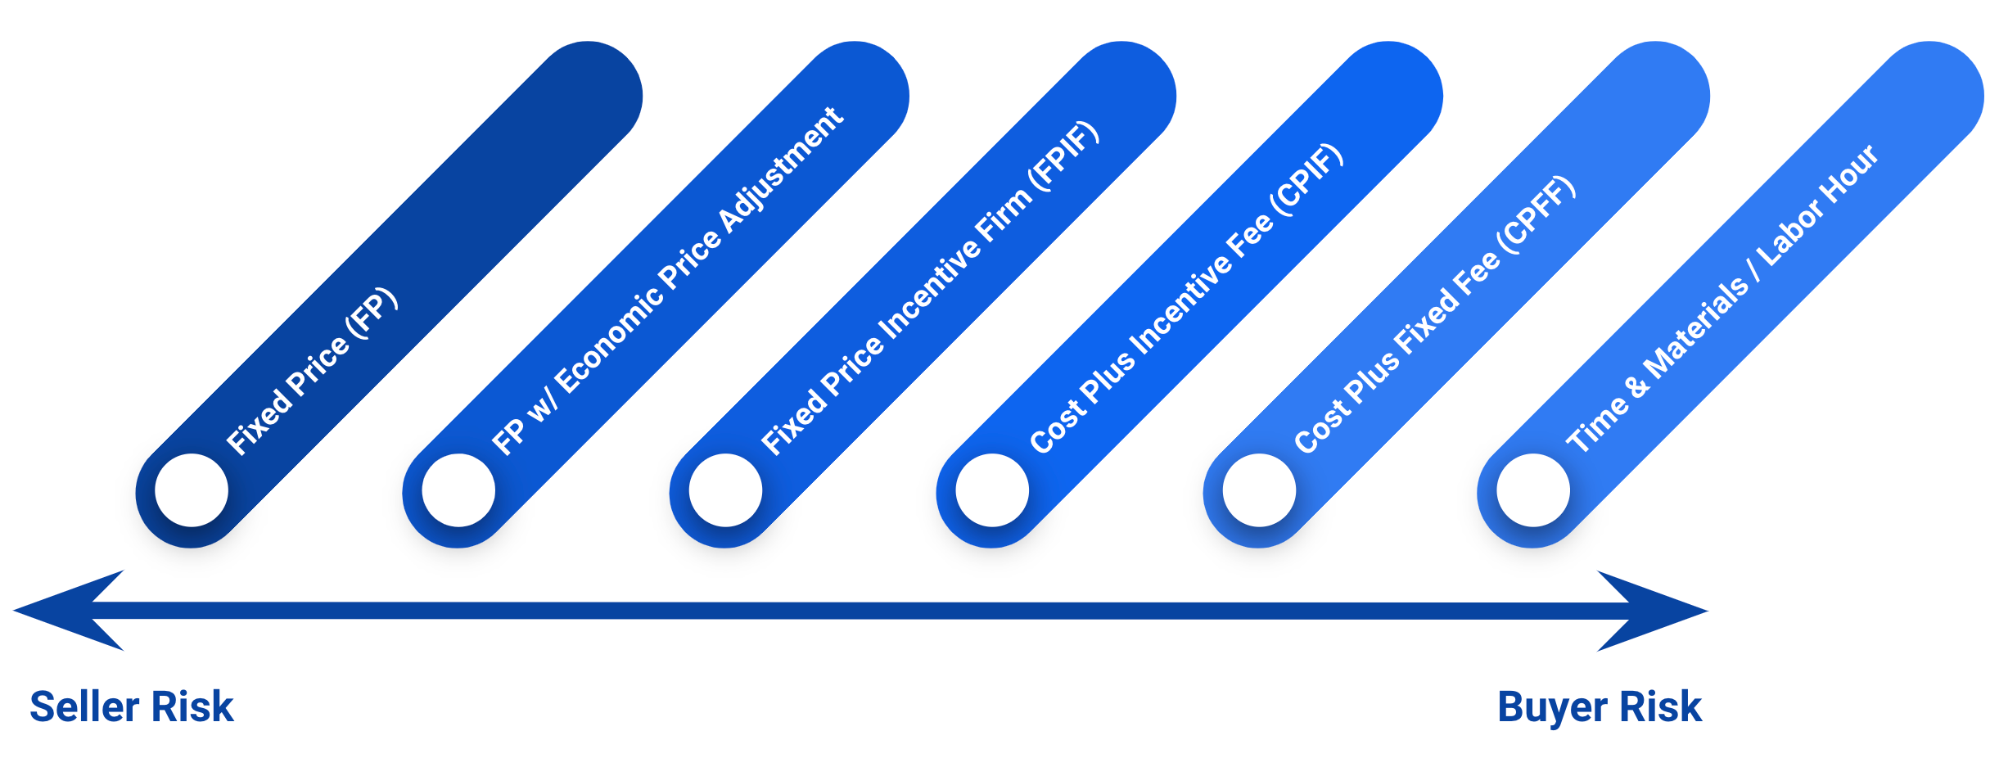 Fixed Price (FP)
FP w/ Economic Price Adjustment
Fixed Price Incentive Firm (FPIF)
Cost Plus Incentive Fee (CPIF)
Cost Plus Fixed Fee (CPFF)
Time & Materials / Labor Hour
Seller Risk
Buyer Risk